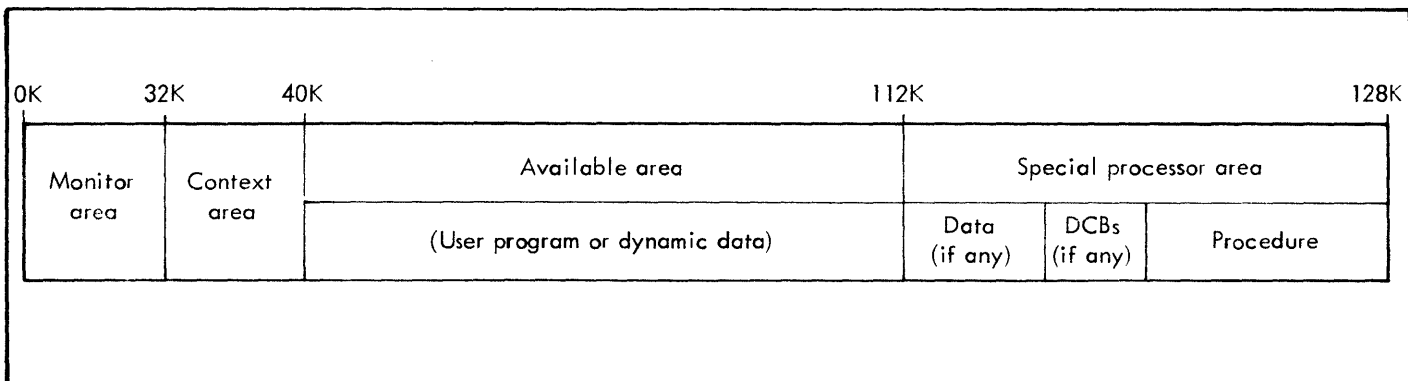 0K 32K 40K 112K 128K
Monitor area
Context area
Available area
Special processor area
(User program or dynamic data)
Data (if any)
DCBs (if any)
Procedure